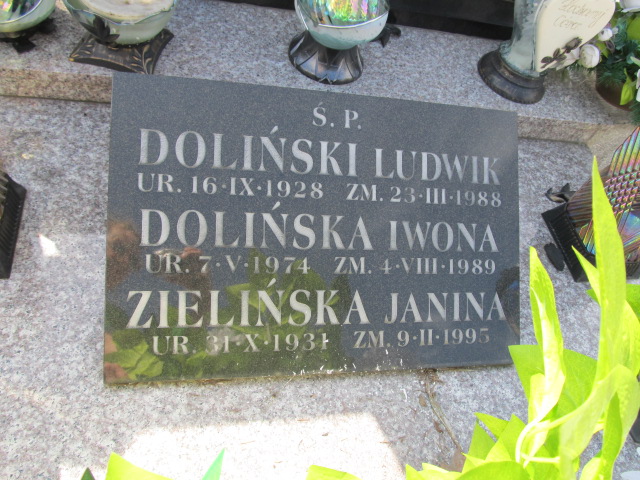 Ś. P.
DOLIŃSKI LUDWIK
UR. 16·IX·1928 ZM. 23·III·1988
DOLIŃSKA IWONA
UR. 7·V·1974 ZM. 4·VIII·1989
ZIELIŃSKA JANINA
UR. 31·X·1931 ZM. 9·II·1995